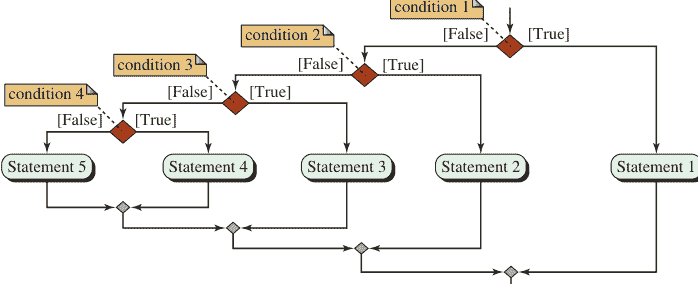 condition 1
[False] [True]
condition 2
[False] [True]
condition 3
[False] [True]
condition 4
[False] [True]
Statement 5 Statement 4 Statement 3 Statement 2 Statement 1